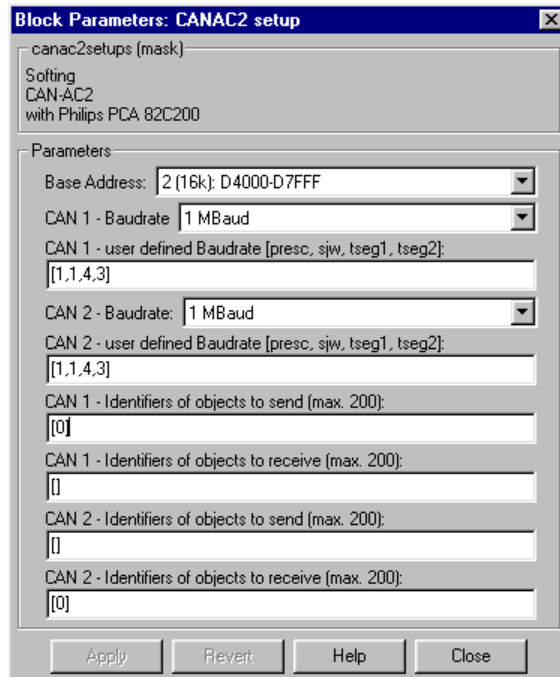 Block Parameters: CANAC2 setup
canac2setups (mask)
Softing
CAN-AC2
with Philips PCA 82C200
Parameters
Base Address: 2 (16k): D4000-D7FFF
CAN 1 - Baudrate 1 MBaud
CAN 1 - user defined Baudrate [presc, sjw, tseg1, tseg2]:
[1,1,4,3]
CAN 2 - Baudrate: 1 MBaud
CAN 2 - user defined Baudrate [presc, sjw, tseg1, tseg2]:
[1,1,4,3]
CAN 1 - Identifiers of objects to send (max. 200):
[0]
CAN 1 - Identifiers of objects to receive (max. 200):
[]
CAN 2 - Identifiers of objects to send (max. 200):
[]
CAN 2 - Identifiers of objects to receive (max. 200):
[0]
Apply Revert Help Close